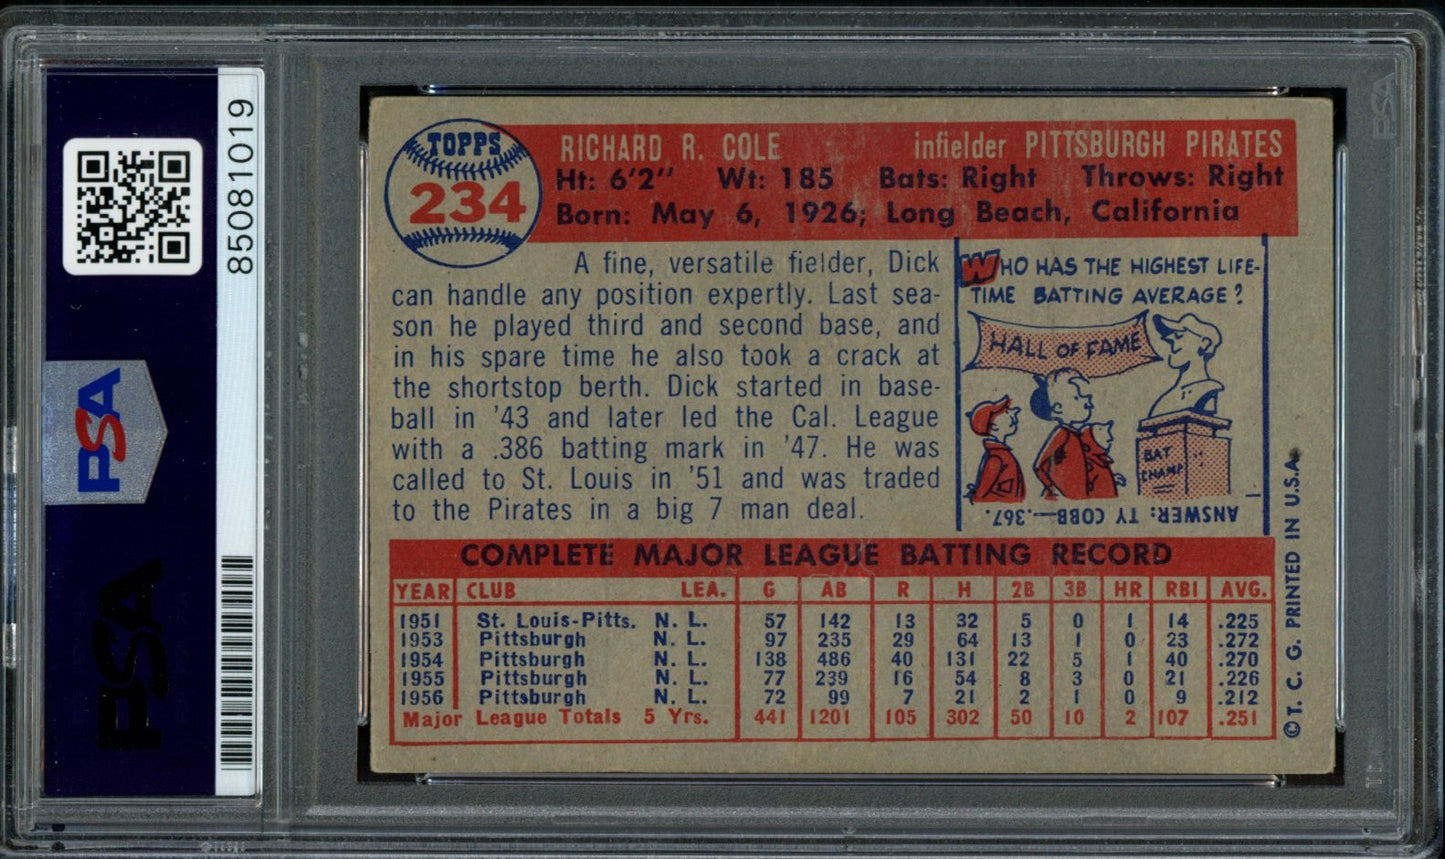 85081019
PSA
PSA
PSA
TOPPS
234
RICHARD R. COLE infielder PITTSBURGH PIRATES
Ht: 6'2" Wt: 185 Bats: Right Throws: Right
Born: May 6, 1926; Long Beach, California
A fine, versatile fielder, Dick
can handle any position expertly. Last sea-
son he played third and second base, and
in his spare time he also took a crack at
the shortstop berth. Dick started in base-
ball in '43 and later led the Cal. League
with a .386 batting mark in '47. He was
called to St. Louis in '51 and was traded
to the Pirates in a big 7 man deal.
WHO HAS THE HIGHEST LIFE-
TIME BATTING AVERAGE?
HALL OF FAME
BAT
CHAMP
ANSWER: TY COBB—.367.
COMPLETE MAJOR LEAGUE BATTING RECORD
YEAR CLUB LEA. G AB R H 2B 3B HR RBI AVG.
1951 St. Louis-Pitts. N. L. 57 142 13 32 5 0 1 14 .225
1953 Pittsburgh N. L. 97 235 29 64 13 1 0 23 .272
1954 Pittsburgh N. L. 138 486 40 131 22 5 1 40 .270
1955 Pittsburgh N. L. 77 239 16 54 8 3 0 21 .226
1956 Pittsburgh N. L. 72 99 7 21 2 1 0 9 .212
Major League Totals 5 Yrs. 441 1201 105 302 50 10 2 107 .251
© T. C. G. PRINTED IN U.S.A.